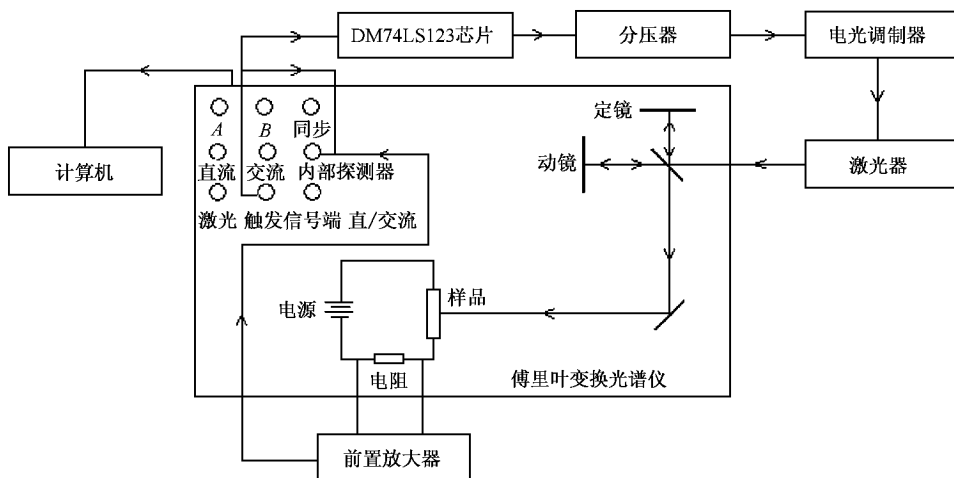 DM74LS123芯片
分压器
电光调制器
A
B
同步
定镜
计算机
直流
交流
内部探测器
动镜
激光器
激光
触发信号端
直/交流
电源
样品
电阻
傅里叶变换光谱仪
前置放大器